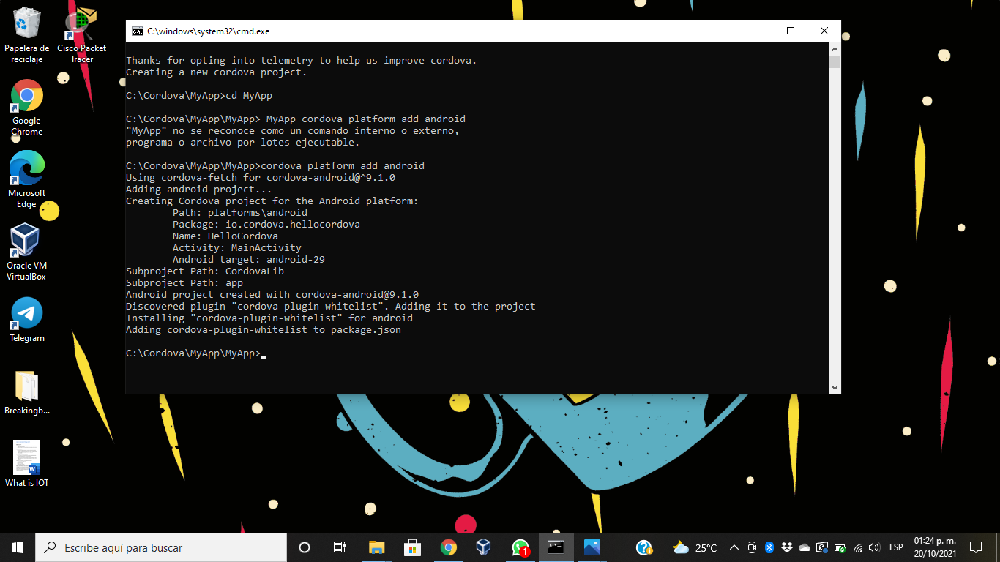 Papelera de
reciclaje
Cisco Packet
Tracer
Google
Chrome
Microsoft
Edge
Oracle VM
VirtualBox
Telegram
Breakingb...
What is IOT
C:\windows\system32\cmd.exe
Thanks for opting into telemetry to help us improve cordova.
Creating a new cordova project.
C:\Cordova\MyApp>cd MyApp
C:\Cordova\MyApp\MyApp> MyApp cordova platform add android
"MyApp" no se reconoce como un comando interno o externo,
programa o archivo por lotes ejecutable.
C:\Cordova\MyApp\MyApp>cordova platform add android
Using cordova-fetch for cordova-android@^9.1.0
Adding android project...
Creating Cordova project for the Android platform:
Path: platforms\android
Package: io.cordova.hellocordova
Name: HelloCordova
Activity: MainActivity
Android target: android-29
Subproject Path: CordovaLib
Subproject Path: app
Android project created with cordova-android@9.1.0
Discovered plugin "cordova-plugin-whitelist". Adding it to the project
Installing "cordova-plugin-whitelist" for android
Adding cordova-plugin-whitelist to package.json
C:\Cordova\MyApp\MyApp>
Escribe aquí para buscar
1
25°C
ESP
01:24 p. m.
20/10/2021